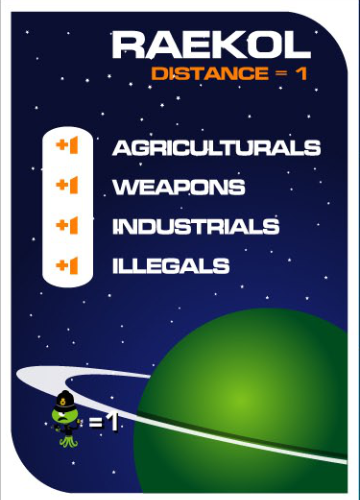 RAEKOL
DISTANCE = 1
+1 AGRICULTURALS
+1 WEAPONS
+1 INDUSTRIALS
+1 ILLEGALS
=1